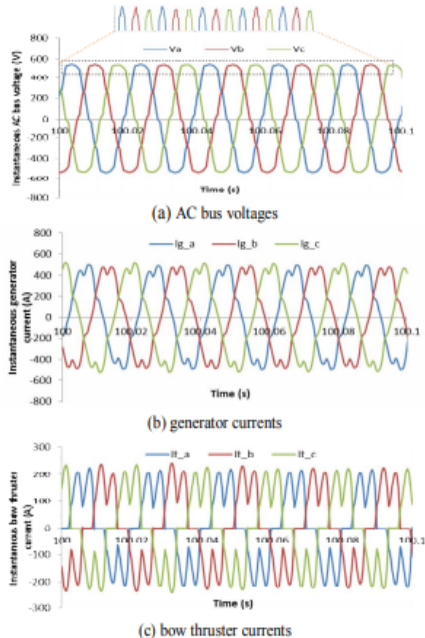 800
600
400
200
0
-200
-400
-600
-800
Instantaneous AC bus voltage (V)
Va Vb Vc
100 100.02 100.04 100.06 100.08 100.1
Time (s)
(a) AC bus voltages
800
600
400
200
0
-200
-400
-600
-800
Instantaneous generator
current (A)
Ig_a Ig_b Ig_c
100 100.02 100.04 100.06 100.08 100.1
Time (s)
(b) generator currents
300
200
100
0
-100
-200
-300
Instantaneous bow thruster
current (A)
It_a It_b It_c
100 100.02 100.04 100.06 100.08 100.1
Time (s)
(c) bow thruster currents